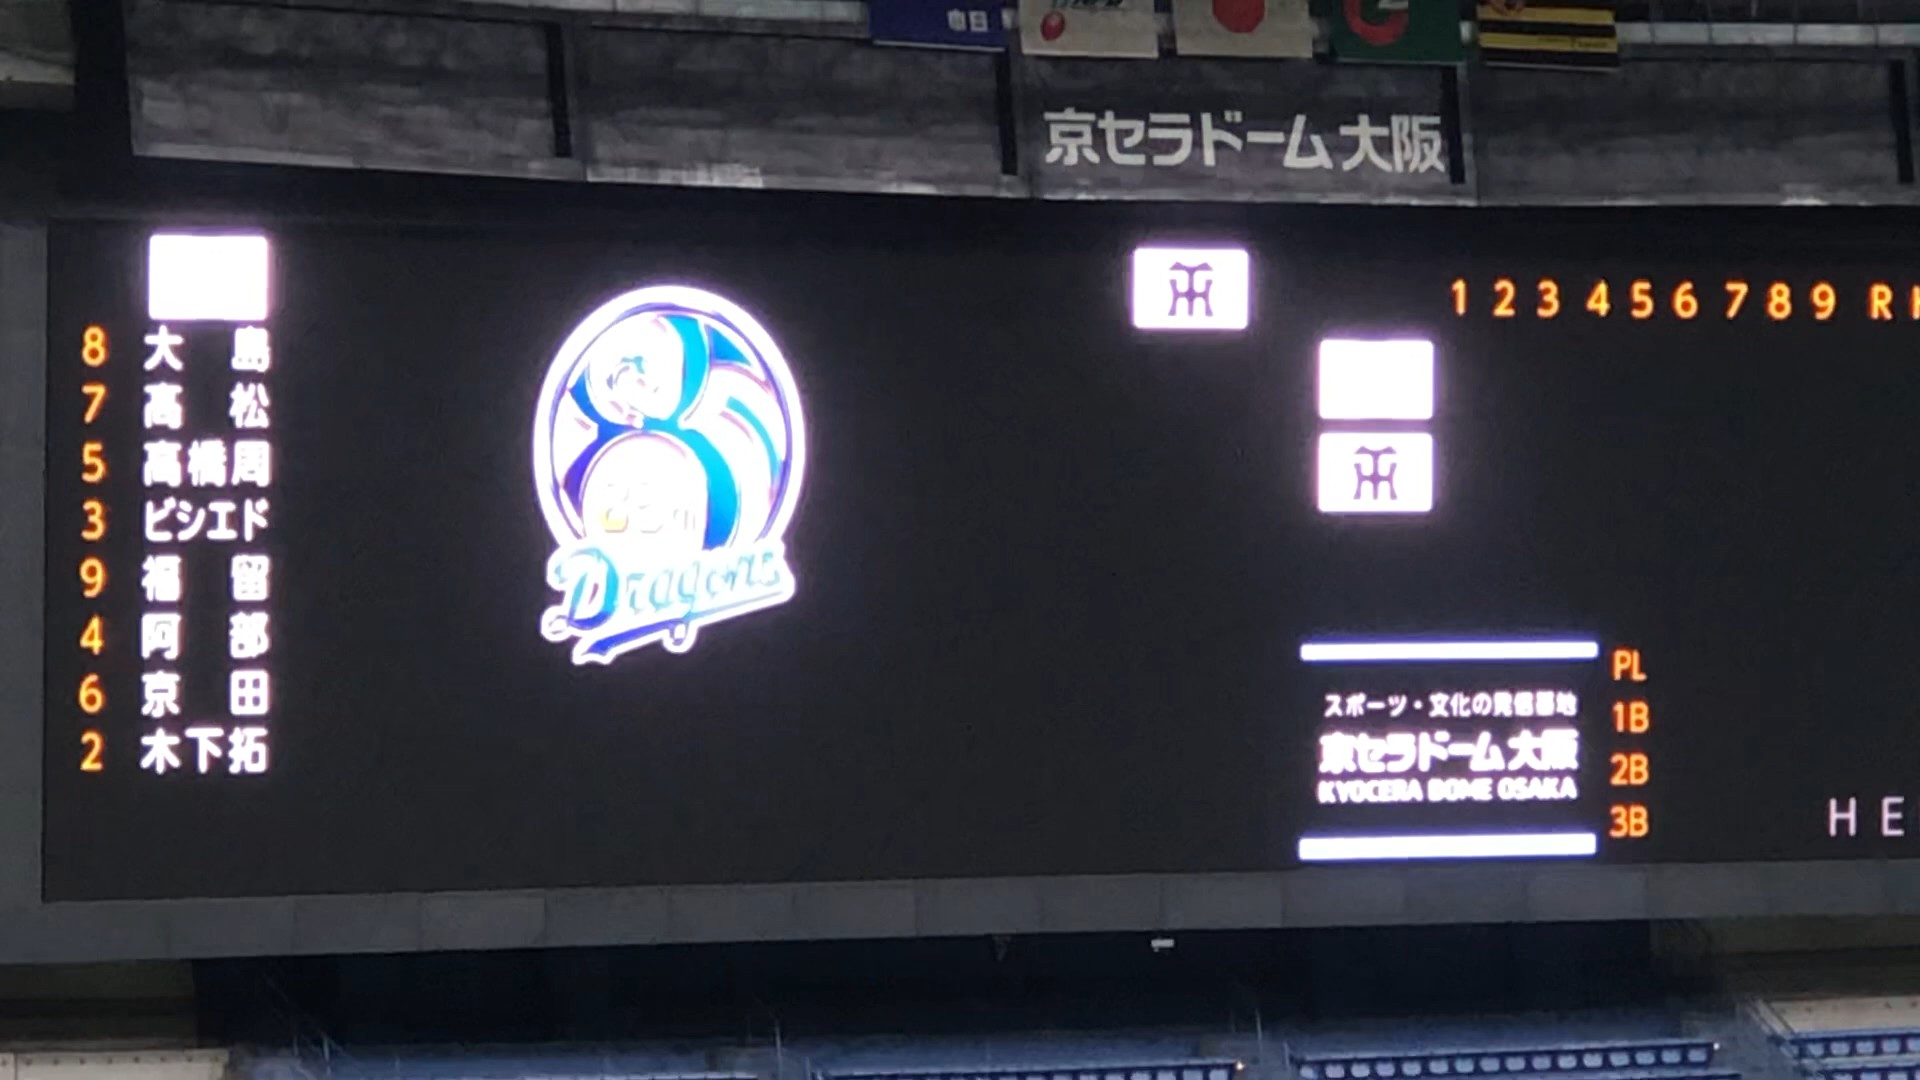 中日
京セラドーム大阪
1 2 3 4 5 6 7 8 9 R
8 大島
7 高松
5 高橋周
3 ビシエド
9 福留
4 阿部
6 京田
2 木下拓
Dragons
スポーツ・文化の発信基地
京セラドーム大阪
KYOCERA DOME OSAKA
PL
1B
2B
3B
H E